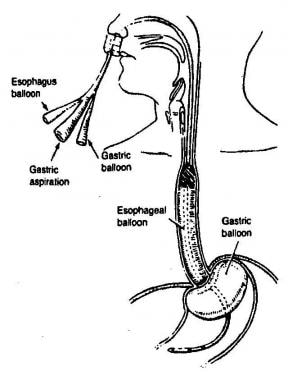 Esophagus
balloon
Gastric
aspiration
Gastric
balloon
Esophageal
balloon
Gastric
balloon